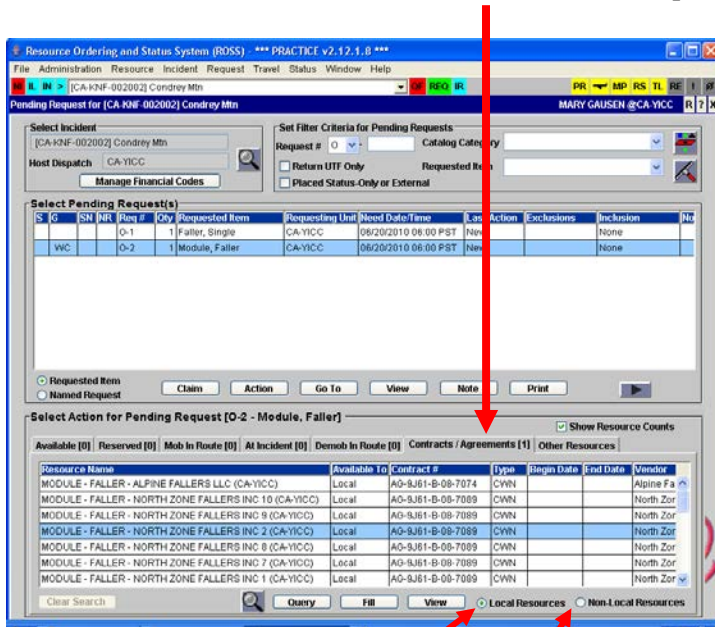 Resource Ordering and Status System (ROSS) - *** PRACTICE v2.12.1.8 ***
File Administration Resource Incident Request Travel Status Window Help
NI IL IN > [CA-KNF-002002] Condrey Mtn OF REQ IR PR MP RS TL RE !
Pending Request for [CA-KNF-002002] Condrey Mtn MARY GAUSEN @CA-YICC R ? X
Select Incident
[CA-KNF-002002] Condrey Mtn
Host Dispatch CA-YICC
Manage Financial Codes
Set Filter Criteria for Pending Requests
Request # O - Catalog Category
Return UTF Only Requested Item
Placed Status-Only or External
Select Pending Request(s)
S G SN NR Req # Qty Requested Item Requesting Unit Need Date/Time Las Action Exclusions Inclusion No
O-1 1 Faller, Single CA-YICC 06/20/2010 06:00 PST New None
WC O-2 1 Module, Faller CA-YICC 06/20/2010 06:00 PST New None
Requested Item
Named Request
Claim Action Go To View Note Print
Select Action for Pending Request [O-2 - Module, Faller]
Show Resource Counts
Available [0] Reserved [0] Mob In Route [0] At Incident [0] Demob In Route [0] Contracts / Agreements [1] Other Resources
Resource Name Available To Contract # Type Begin Date End Date Vendor
MODULE - FALLER - ALPINE FALLERS LLC (CA-YICC) Local AG-9J61-B-08-7074 CWN Alpine Fa
MODULE - FALLER - NORTH ZONE FALLERS INC 10 (CA-YICC) Local AG-9J61-B-08-7089 CWN North Zor
MODULE - FALLER - NORTH ZONE FALLERS INC 9 (CA-YICC) Local AG-9J61-B-08-7089 CWN North Zor
MODULE - FALLER - NORTH ZONE FALLERS INC 2 (CA-YICC) Local AG-9J61-B-08-7089 CWN North Zor
MODULE - FALLER - NORTH ZONE FALLERS INC 8 (CA-YICC) Local AG-9J61-B-08-7089 CWN North Zor
MODULE - FALLER - NORTH ZONE FALLERS INC 7 (CA-YICC) Local AG-9J61-B-08-7089 CWN North Zor
MODULE - FALLER - NORTH ZONE FALLERS INC 1 (CA-YICC) Local AG-9J61-B-08-7089 CWN North Zor
Clear Search Query Fill View Local Resources Non-Local Resources